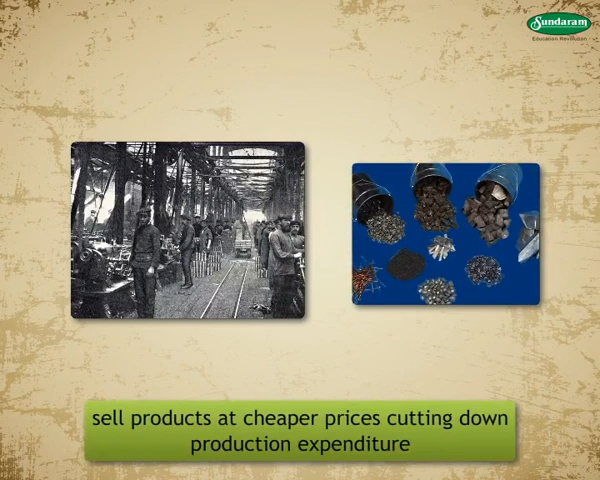 Sundaram
Education Revolution
sell products at cheaper prices cutting down
production expenditure